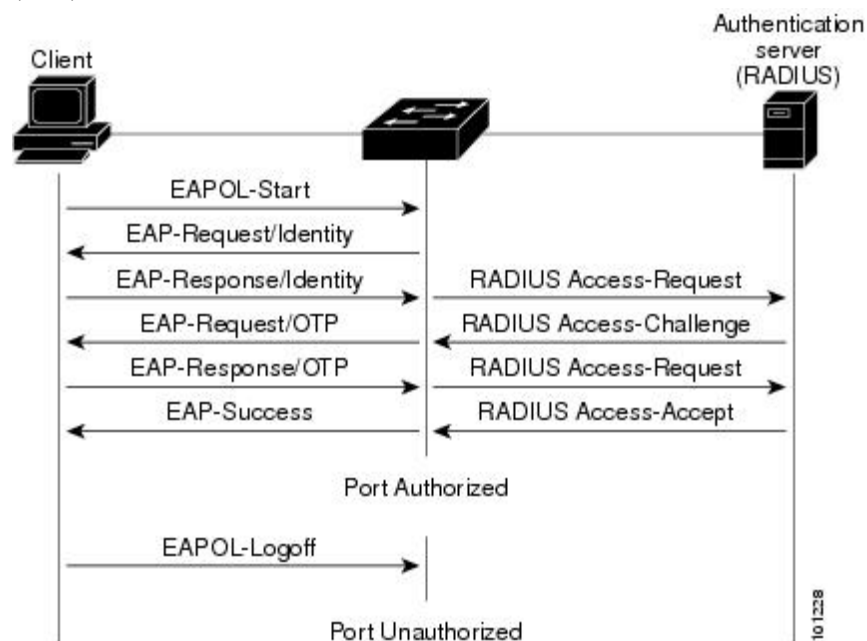 Client
Authentication
server
(RADIUS)
EAPOL-Start
EAP-Request/Identity
EAP-Response/Identity
RADIUS Access-Request
EAP-Request/OTP
RADIUS Access-Challenge
EAP-Response/OTP
RADIUS Access-Request
EAP-Success
RADIUS Access-Accept
Port Authorized
EAPOL-Logoff
Port Unauthorized
101228